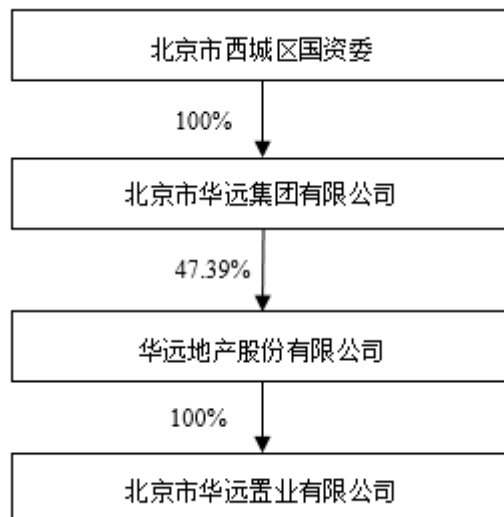 北京市西城区国资委
100%
北京市华远集团有限公司
47.39%
华远地产股份有限公司
100%
北京市华远置业有限公司